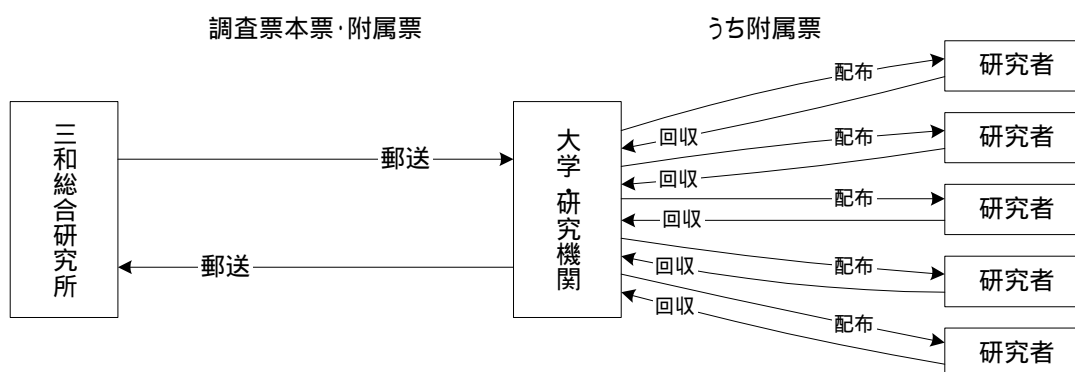 調査票本票・附属票
うち附属票
三和総合研究所
郵送
郵送
大学・研究機関
配布
回収
配布
回収
配布
回収
配布
回収
配布
回収
研究者
研究者
研究者
研究者
研究者